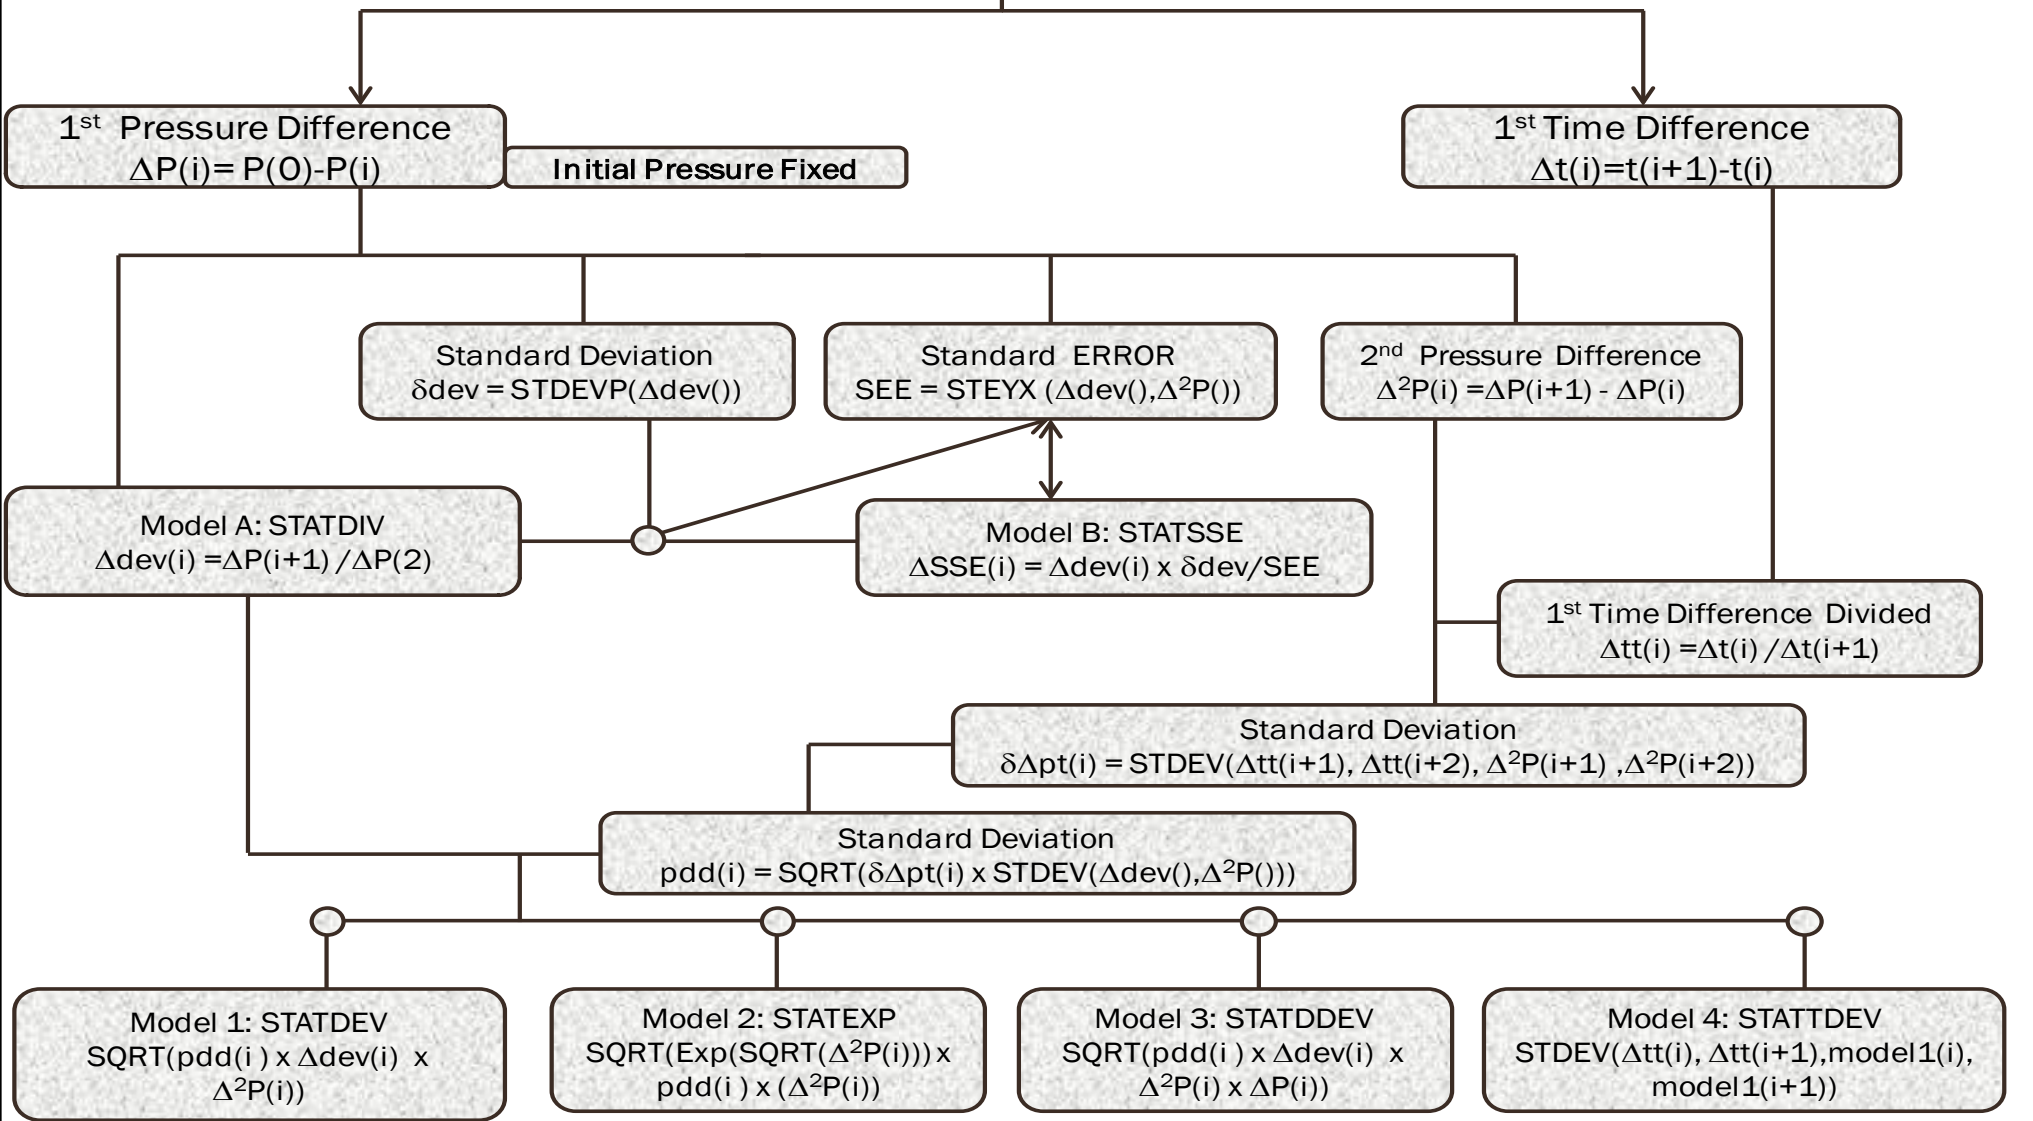 1st Pressure Difference
ΔP(i)= P(0)-P(i)
Initial Pressure Fixed
1st Time Difference
Δt(i)=t(i+1)-t(i)
Standard Deviation
δdev = STDEVP(Δdev())
Standard ERROR
SEE = STEYX (Δdev(),Δ²P())
2nd Pressure Difference
Δ²P(i) =ΔP(i+1) - ΔP(i)
Model A: STATDIV
Δdev(i) =ΔP(i+1) /ΔP(2)
Model B: STATSSE
ΔSSE(i) = Δdev(i) x δdev/SEE
1st Time Difference Divided
Δtt(i) =Δt(i) /Δt(i+1)
Standard Deviation
δΔpt(i) = STDEV(Δtt(i+1), Δtt(i+2), Δ²P(i+1) ,Δ²P(i+2))
Standard Deviation
pdd(i) = SQRT(δΔpt(i) x STDEV(Δdev(),Δ²P()))
Model 1: STATDEV
SQRT(pdd(i ) x Δdev(i) x
Δ²P(i))
Model 2: STATEXP
SQRT(Exp(SQRT(Δ²P(i))) x
pdd(i ) x (Δ²P(i))
Model 3: STATDDEV
SQRT(pdd(i ) x Δdev(i) x
Δ²P(i) x ΔP(i))
Model 4: STATTDEV
STDEV(Δtt(i), Δtt(i+1),model1(i),
model1(i+1))